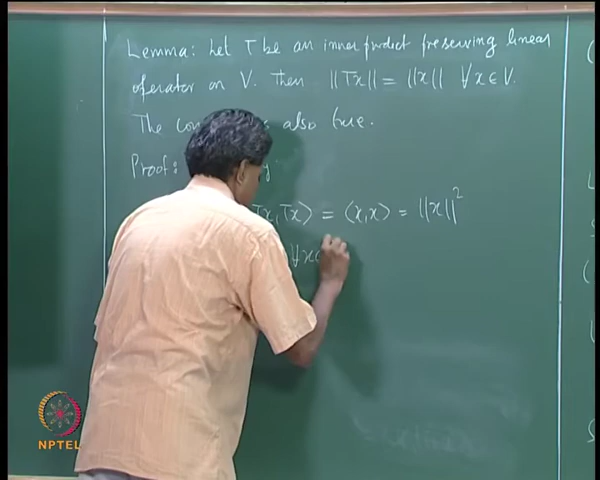 Lemma: Let T be an inner product preserving linear
operator on V. Then ||Tx|| = ||x|| ∀x ∈ V.
The also true.
Proof:
Tx, Tx⟩ = ⟨x, x⟩ = ||x||²
∀x
NPTEL